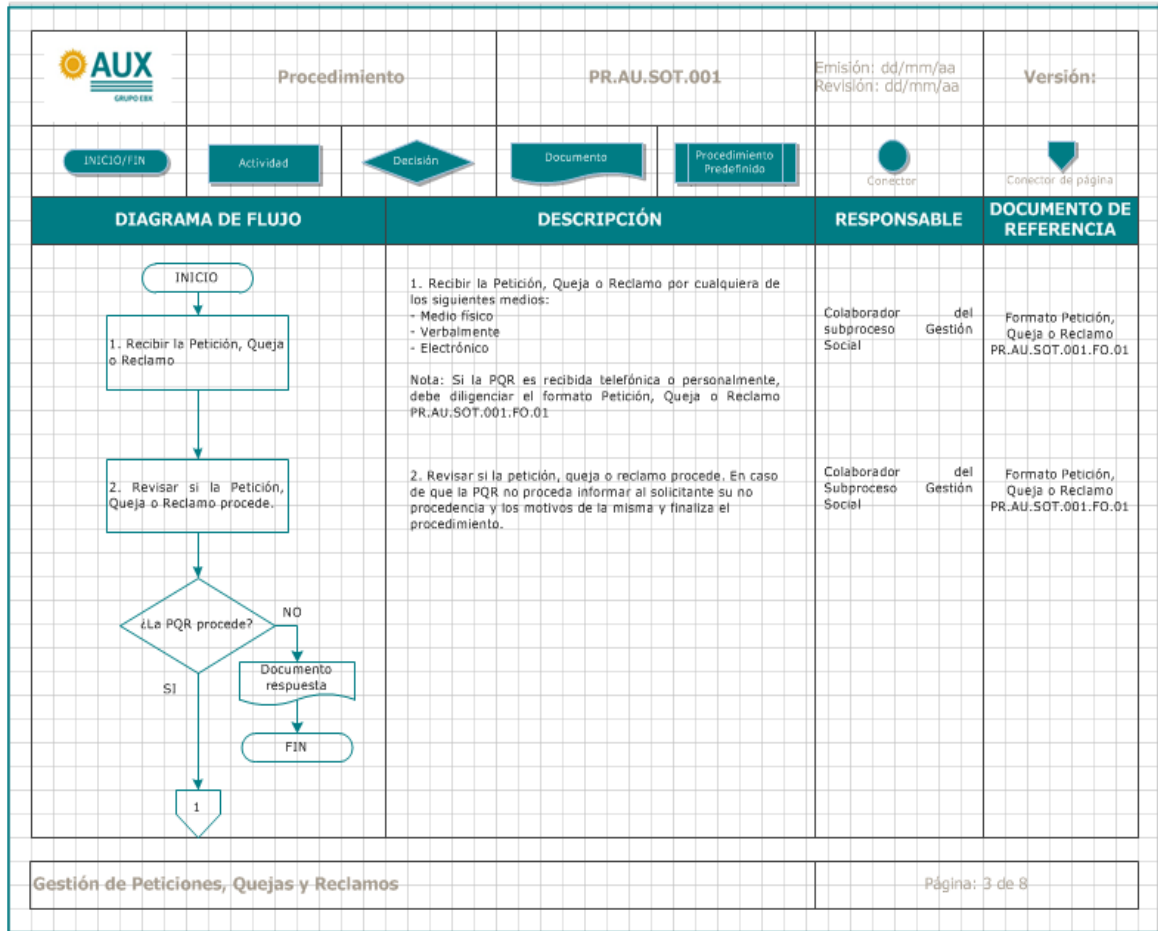 AUX
GRUPO EBX
Procedimiento
PR.AU.SOT.001
Emisión: dd/mm/aa
Revisión: dd/mm/aa
Versión:
INICIO/FIN
Actividad
Decisión
Documento
Procedimiento
Predefinido
Conector
Conector de página
DIAGRAMA DE FLUJO
DESCRIPCIÓN
RESPONSABLE
DOCUMENTO DE
REFERENCIA
INICIO
1. Recibir la Petición, Queja
o Reclamo
1. Recibir la Petición, Queja o Reclamo por cualquiera de
los siguientes medios:
- Medio físico
- Verbalmente
- Electrónico
Nota: Si la PQR es recibida telefónica o personalmente,
debe diligenciar el formato Petición, Queja o Reclamo
PR.AU.SOT.001.FO.01
Colaborador del
subproceso Gestión
Social
Formato Petición,
Queja o Reclamo
PR.AU.SOT.001.FO.01
2. Revisar si la Petición,
Queja o Reclamo procede.
2. Revisar si la petición, queja o reclamo procede. En caso
de que la PQR no proceda informar al solicitante su no
procedencia y los motivos de la misma y finaliza el
procedimiento.
Colaborador del
Subproceso Gestión
Social
Formato Petición,
Queja o Reclamo
PR.AU.SOT.001.FO.01
¿La PQR procede?
NO
Documento
respuesta
SI
FIN
1
Gestión de Peticiones, Quejas y Reclamos
Página: 3 de 8